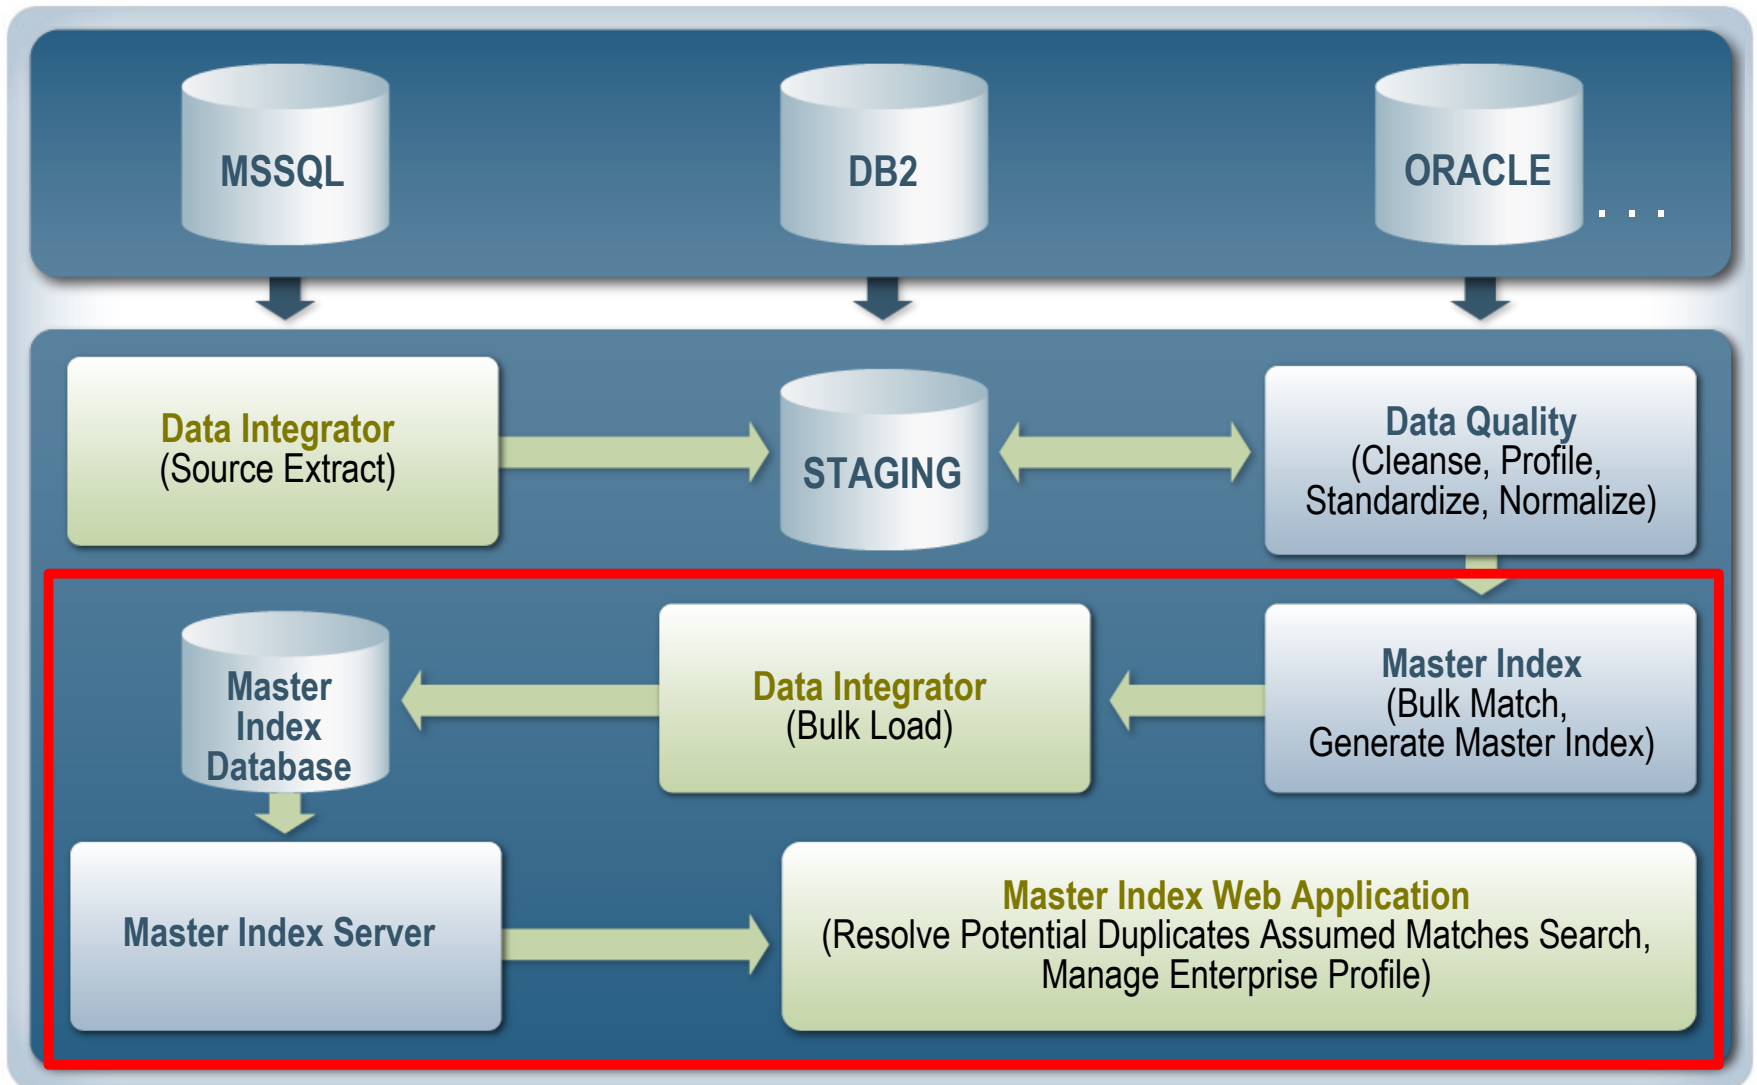 MSSQL
DB2
ORACLE
. . .
Data Integrator
(Source Extract)
STAGING
Data Quality
(Cleanse, Profile,
Standardize, Normalize)
Master
Index
Database
Data Integrator
(Bulk Load)
Master Index
(Bulk Match,
Generate Master Index)
Master Index Server
Master Index Web Application
(Resolve Potential Duplicates Assumed Matches Search,
Manage Enterprise Profile)